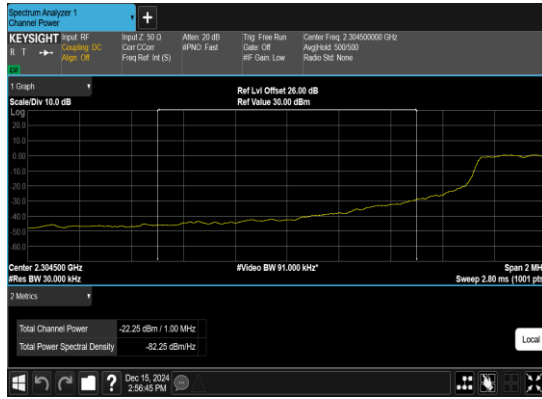 Spectrum Analyzer 1
Channel Power
+
KEYSIGHT Input: RF
R T Coupling: DC
Align: Off
Input Z: 50 Ω
Corr CCorr
Freq Ref: Int (S)
Atten: 20 dB
#PNO: Fast
Trig: Free Run
Gate: Off
#IF Gain: Low
Center Freq: 2.304500000 GHz
Avg|Hold: 500/500
Radio Std: None
1 Graph
Scale/Div 10.0 dB
Ref Lvl Offset 26.00 dB
Ref Value 30.00 dBm
Log
20.0
10.0
0.00
-10.0
-20.0
-30.0
-40.0
-50.0
-60.0
Center 2.304500 GHz
#Res BW 30.000 kHz
#Video BW 91.000 kHz*
Span 2 MH
Sweep 2.80 ms (1001 pts
2 Metrics
Total Channel Power -22.25 dBm / 1.00 MHz
Total Power Spectral Density -82.25 dBm/Hz
Local
?
Dec 15, 2024
2:56:45 PM